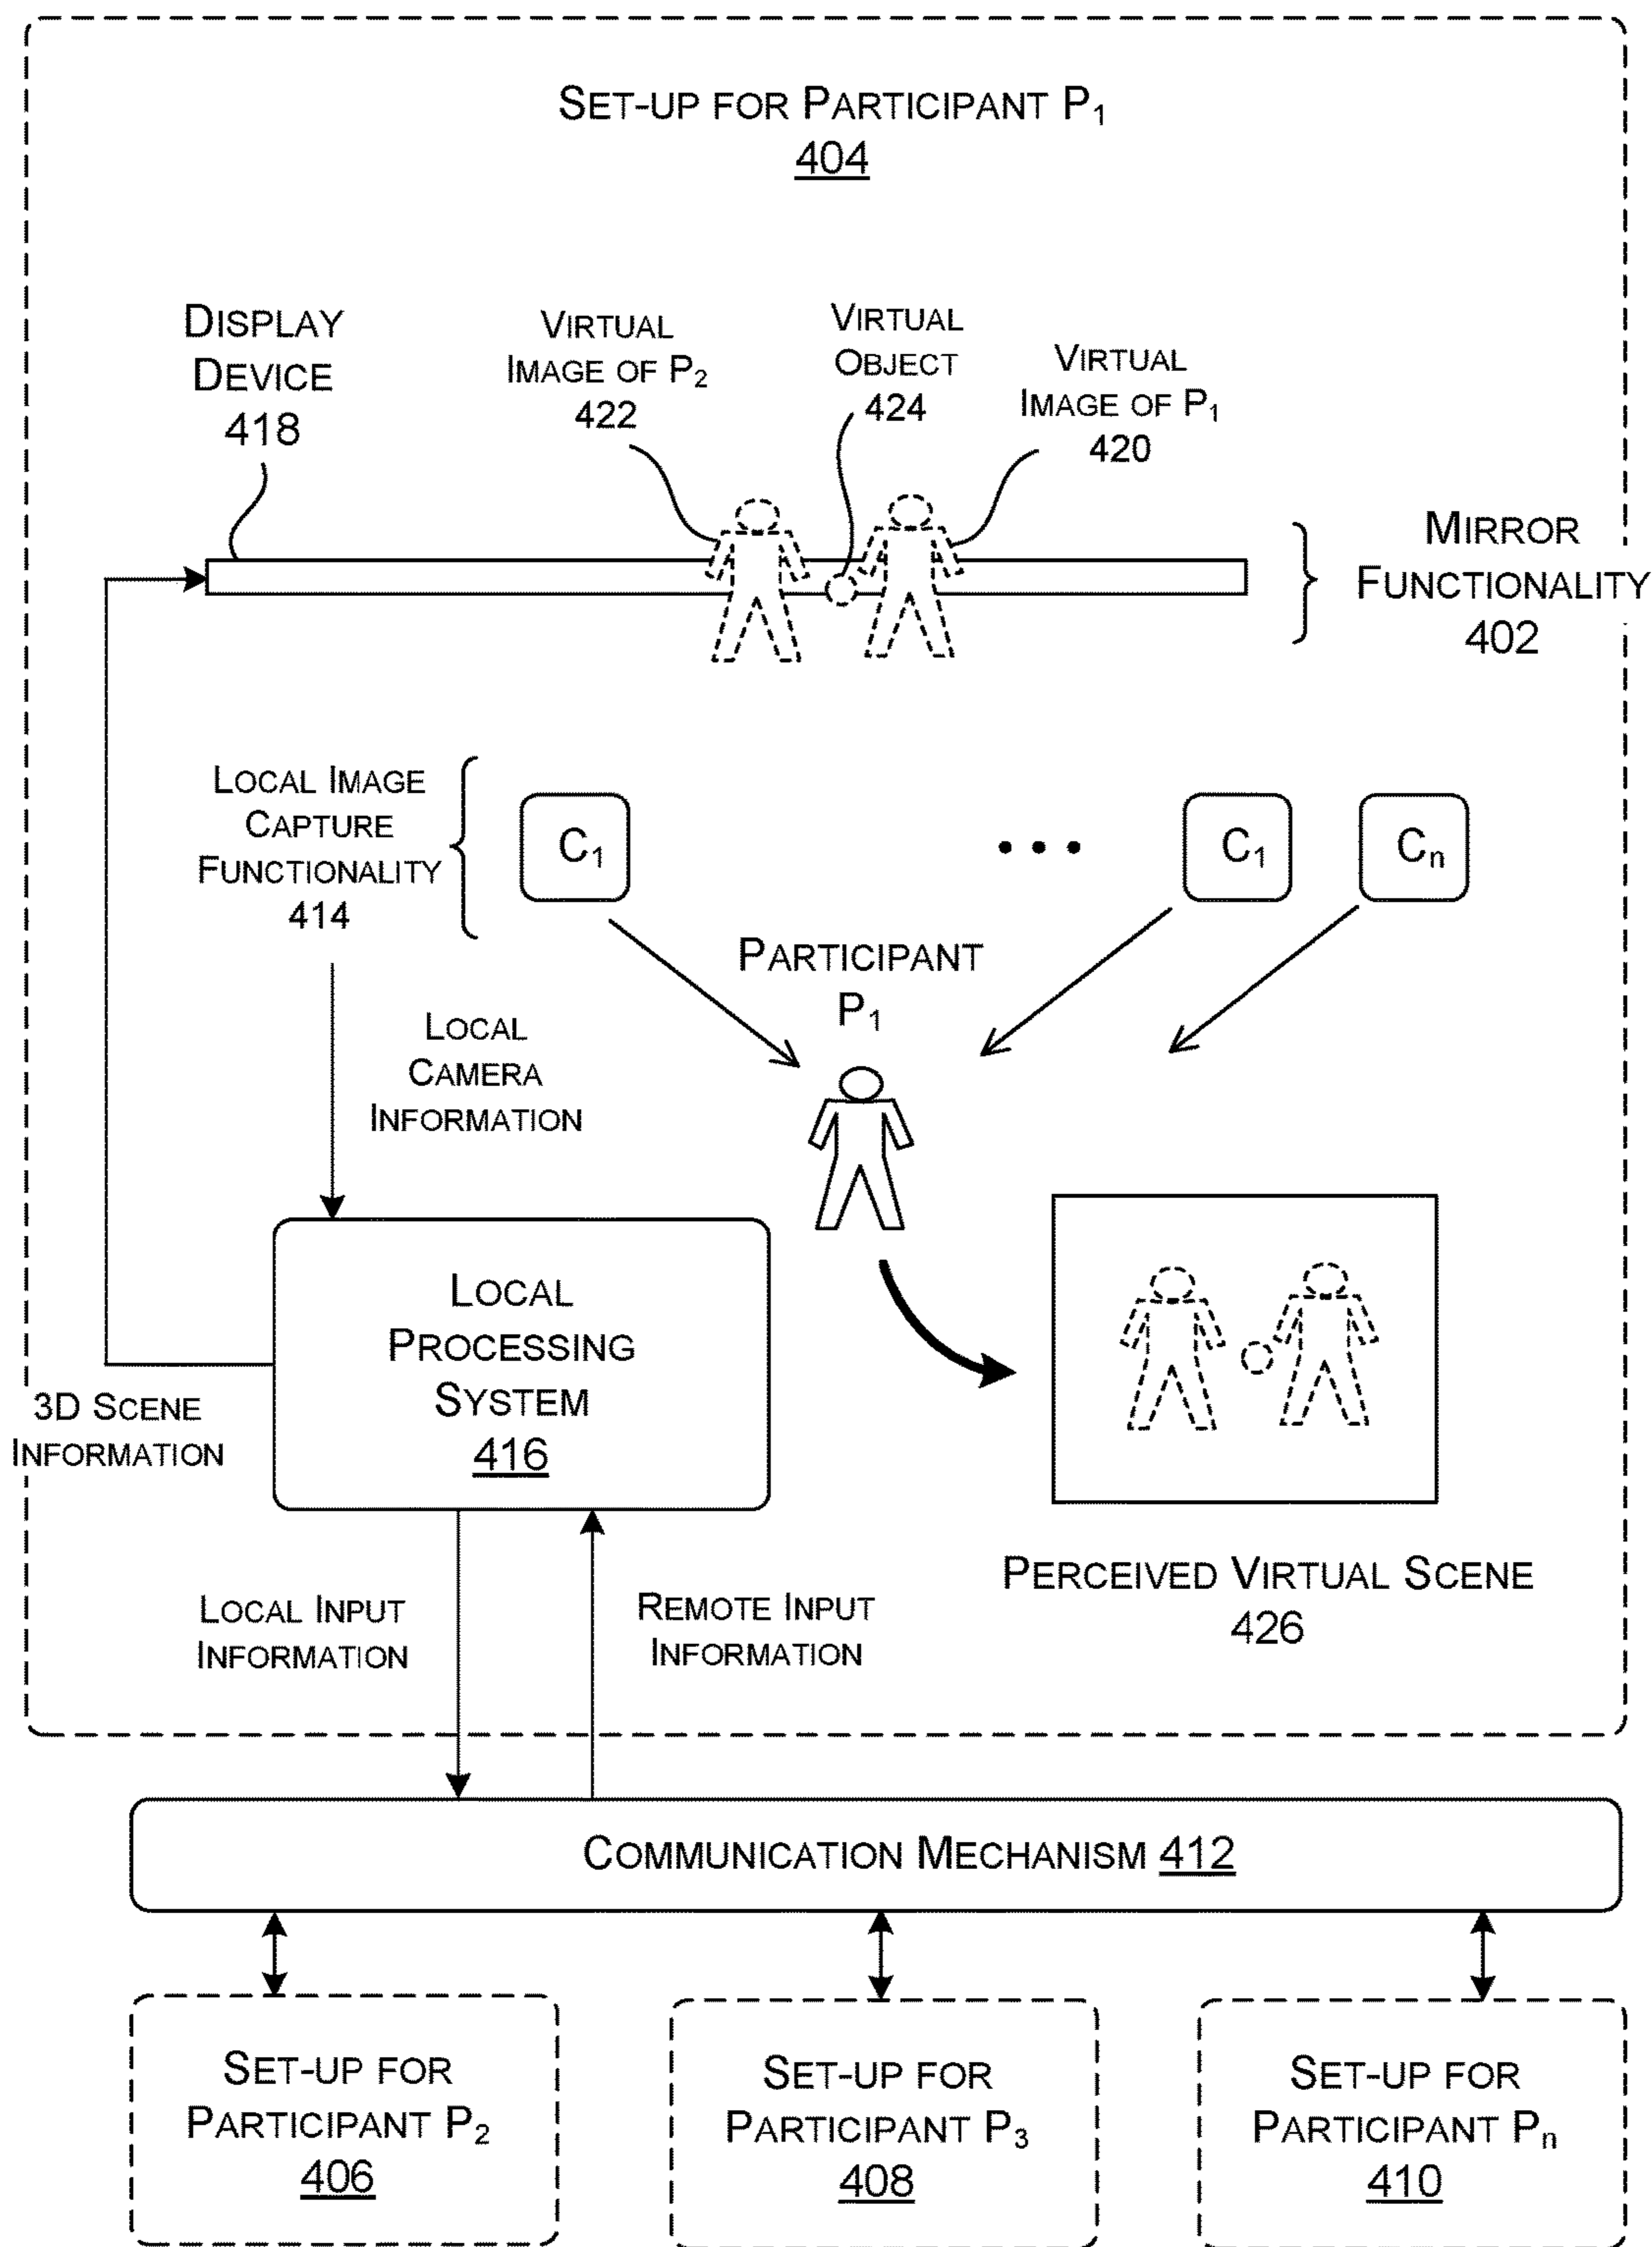 SET-UP FOR PARTICIPANT P1
404
DISPLAY
DEVICE
418
VIRTUAL
IMAGE OF P2
422
VIRTUAL
OBJECT
424
VIRTUAL
IMAGE OF P1
420
MIRROR
FUNCTIONALITY
402
LOCAL IMAGE
CAPTURE
FUNCTIONALITY
414
C1
• • •
C1
Cn
PARTICIPANT
P1
LOCAL
CAMERA
INFORMATION
LOCAL
PROCESSING
SYSTEM
416
3D SCENE
INFORMATION
PERCEIVED VIRTUAL SCENE
426
LOCAL INPUT
INFORMATION
REMOTE INPUT
INFORMATION
COMMUNICATION MECHANISM 412
SET-UP FOR
PARTICIPANT P2
406
SET-UP FOR
PARTICIPANT P3
408
SET-UP FOR
PARTICIPANT Pn
410